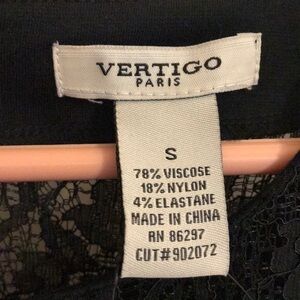 VERTIGO
PARIS
S
78% VISCOSE
18% NYLON
4% ELASTANE
MADE IN CHINA
RN 86297
CUT#902072